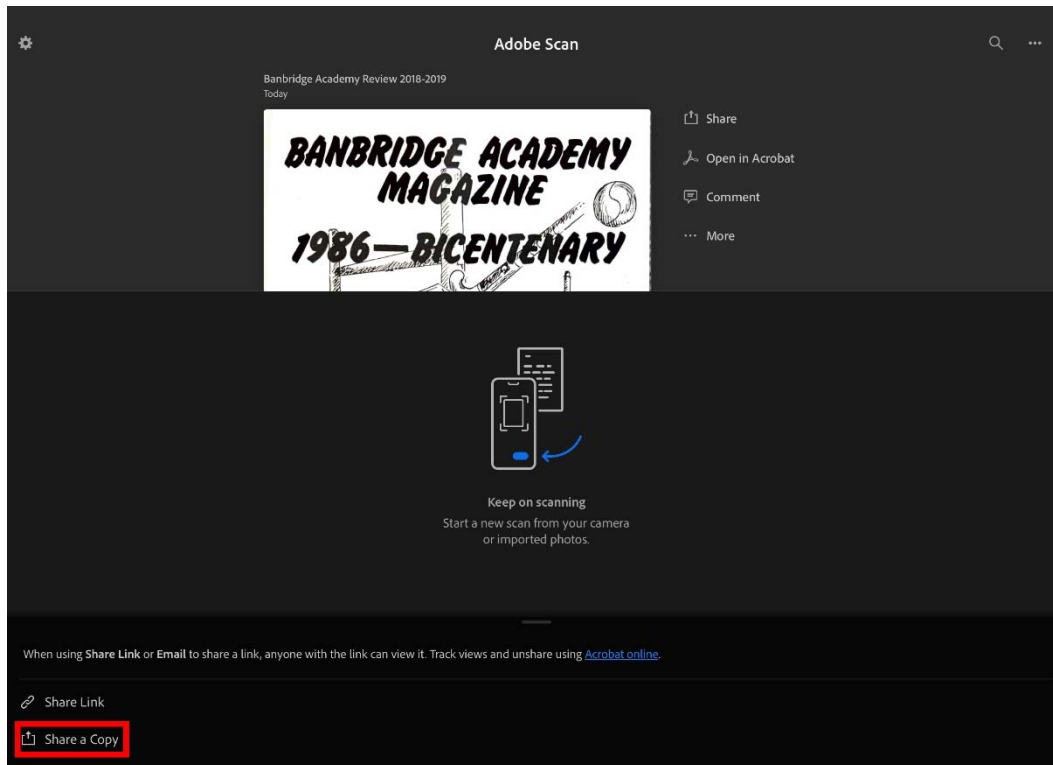 Adobe Scan
Banbridge Academy Review 2018-2019
Today
BANBRIDGE ACADEMY
MAGAZINE
1986—BICENTENARY
Share
Open in Acrobat
Comment
More
Keep on scanning
Start a new scan from your camera
or imported photos.
When using Share Link or Email to share a link, anyone with the link can view it. Track views and unshare using Acrobat online.
Share Link
Share a Copy